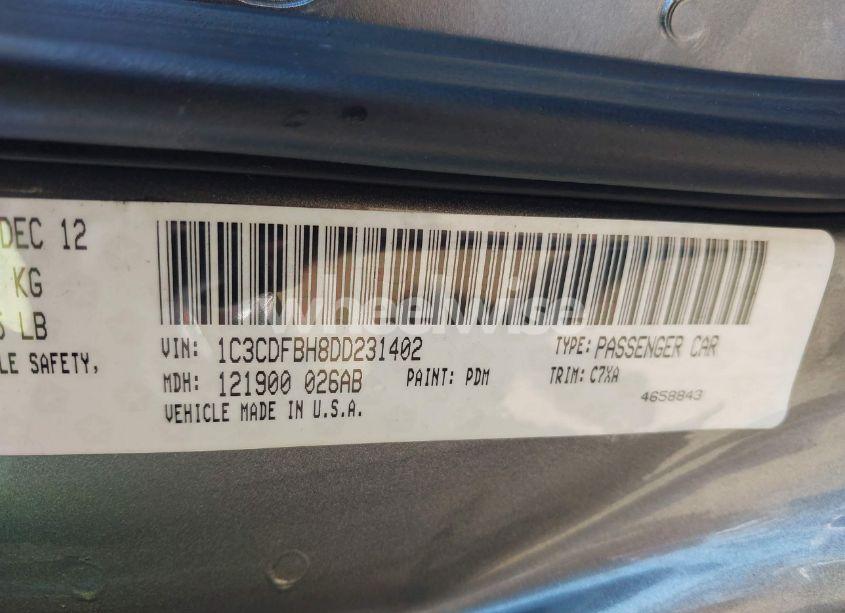 DEC 12
KG
LB
LE SAFETY,
wheelwise
VIN: 1C3CDFBH8DD231402 TYPE: PASSENGER CAR
MDH: 121900 026AB PAINT: PDM TRIM: C7XA
4658843
VEHICLE MADE IN U.S.A.